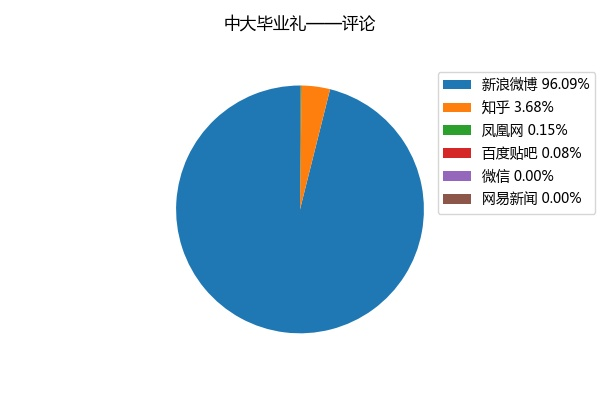 中大毕业礼——评论
新浪微博 96.09%
知乎 3.68%
凤凰网 0.15%
百度贴吧 0.08%
微信 0.00%
网易新闻 0.00%